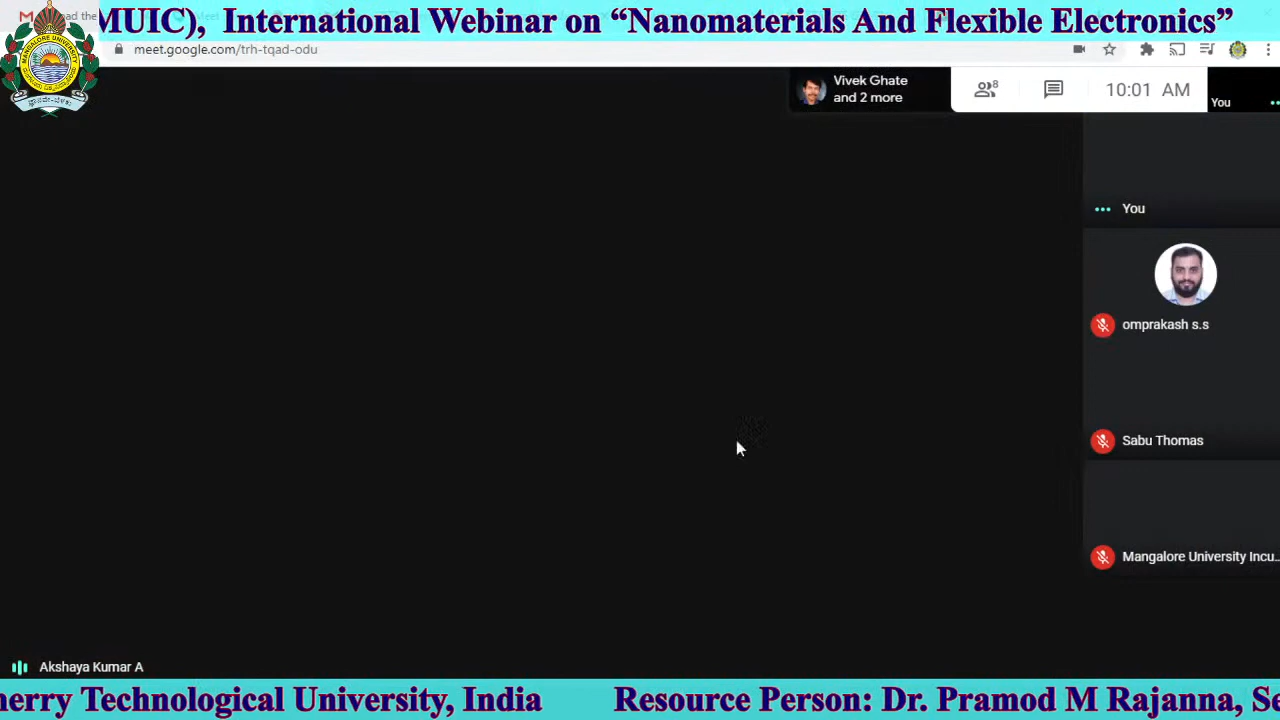 MUIC), International Webinar on “Nanomaterials And Flexible Electronics”
meet.google.com/trh-tqad-odu
Vivek Ghate
and 2 more
8
10:01 AM
You
You
omprakash s.s
Sabu Thomas
Mangalore University Incu...
Akshaya Kumar A
herry Technological University, India Resource Person: Dr. Pramod M Rajanna, Se